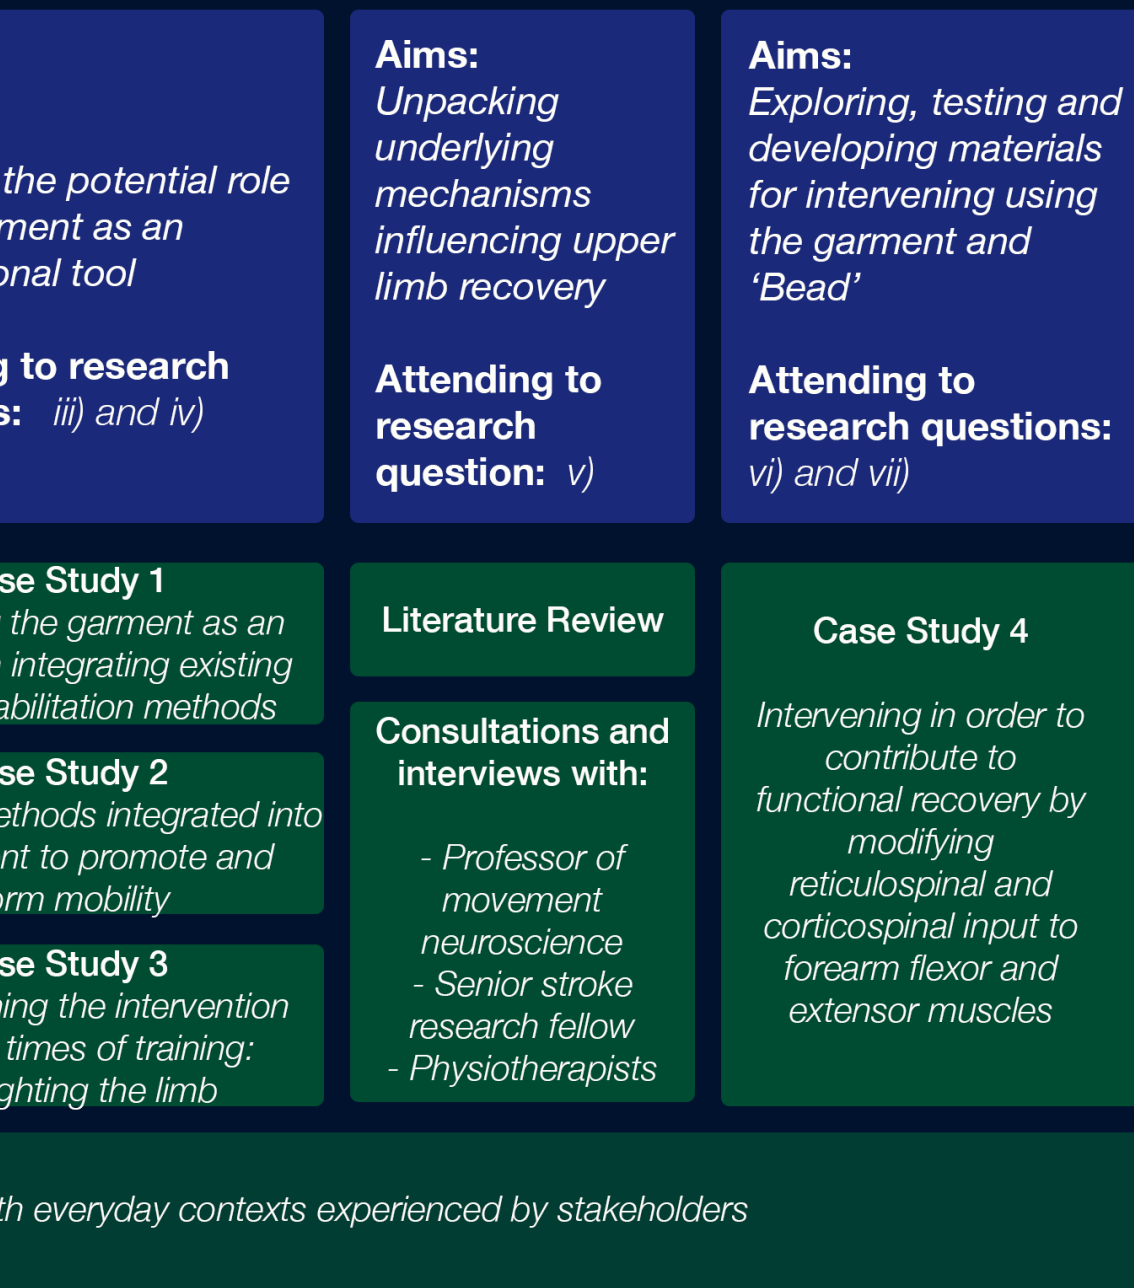 the potential role
ment as an
onal tool
g to research
s: iii) and iv)
Aims:
Unpacking
underlying
mechanisms
influencing upper
limb recovery
Attending to
research
question: v)
Aims:
Exploring, testing and
developing materials
for intervening using
the garment and
‘Bead’
Attending to
research questions:
vi) and vii)
se Study 1
the garment as an
integrating existing
abilitation methods
se Study 2
ethods integrated into
nt to promote and
orm mobility
se Study 3
ning the intervention
times of training:
ghting the limb
Literature Review
Consultations and
interviews with:
- Professor of
movement
neuroscience
- Senior stroke
research fellow
- Physiotherapists
Case Study 4
Intervening in order to
contribute to
functional recovery by
modifying
reticulospinal and
corticospinal input to
forearm flexor and
extensor muscles
th everyday contexts experienced by stakeholders